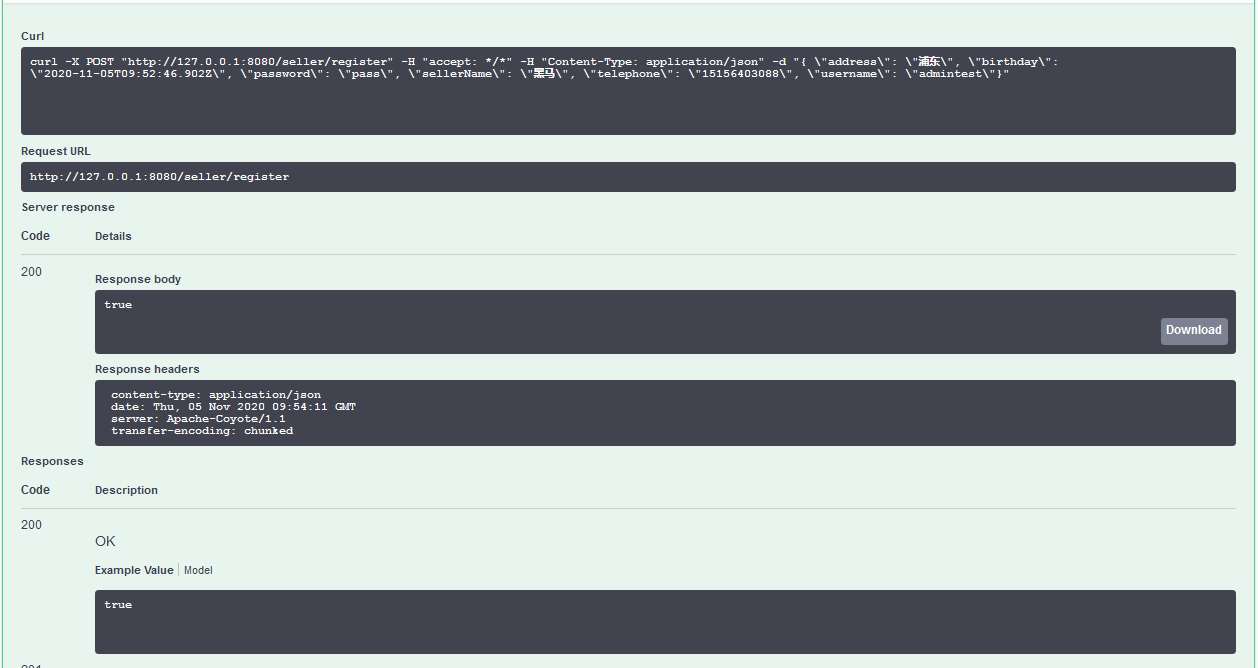 Curl
curl -X POST "http://127.0.0.1:8080/seller/register" -H "accept: */*" -H "Content-Type: application/json" -d "{ \"address\": \"浦东\", \"birthday\":
\"2020-11-05T09:52:46.902Z\", \"password\": \"pass\", \"sellerName\": \"黑马\", \"telephone\": \"15156403088\", \"username\": \"admintest\"}"
Request URL
http://127.0.0.1:8080/seller/register
Server response
Code Details
200
Response body
true
Download
Response headers
content-type: application/json
date: Thu, 05 Nov 2020 09:54:11 GMT
server: Apache-Coyote/1.1
transfer-encoding: chunked
Responses
Code Description
200
OK
Example Value Model
true